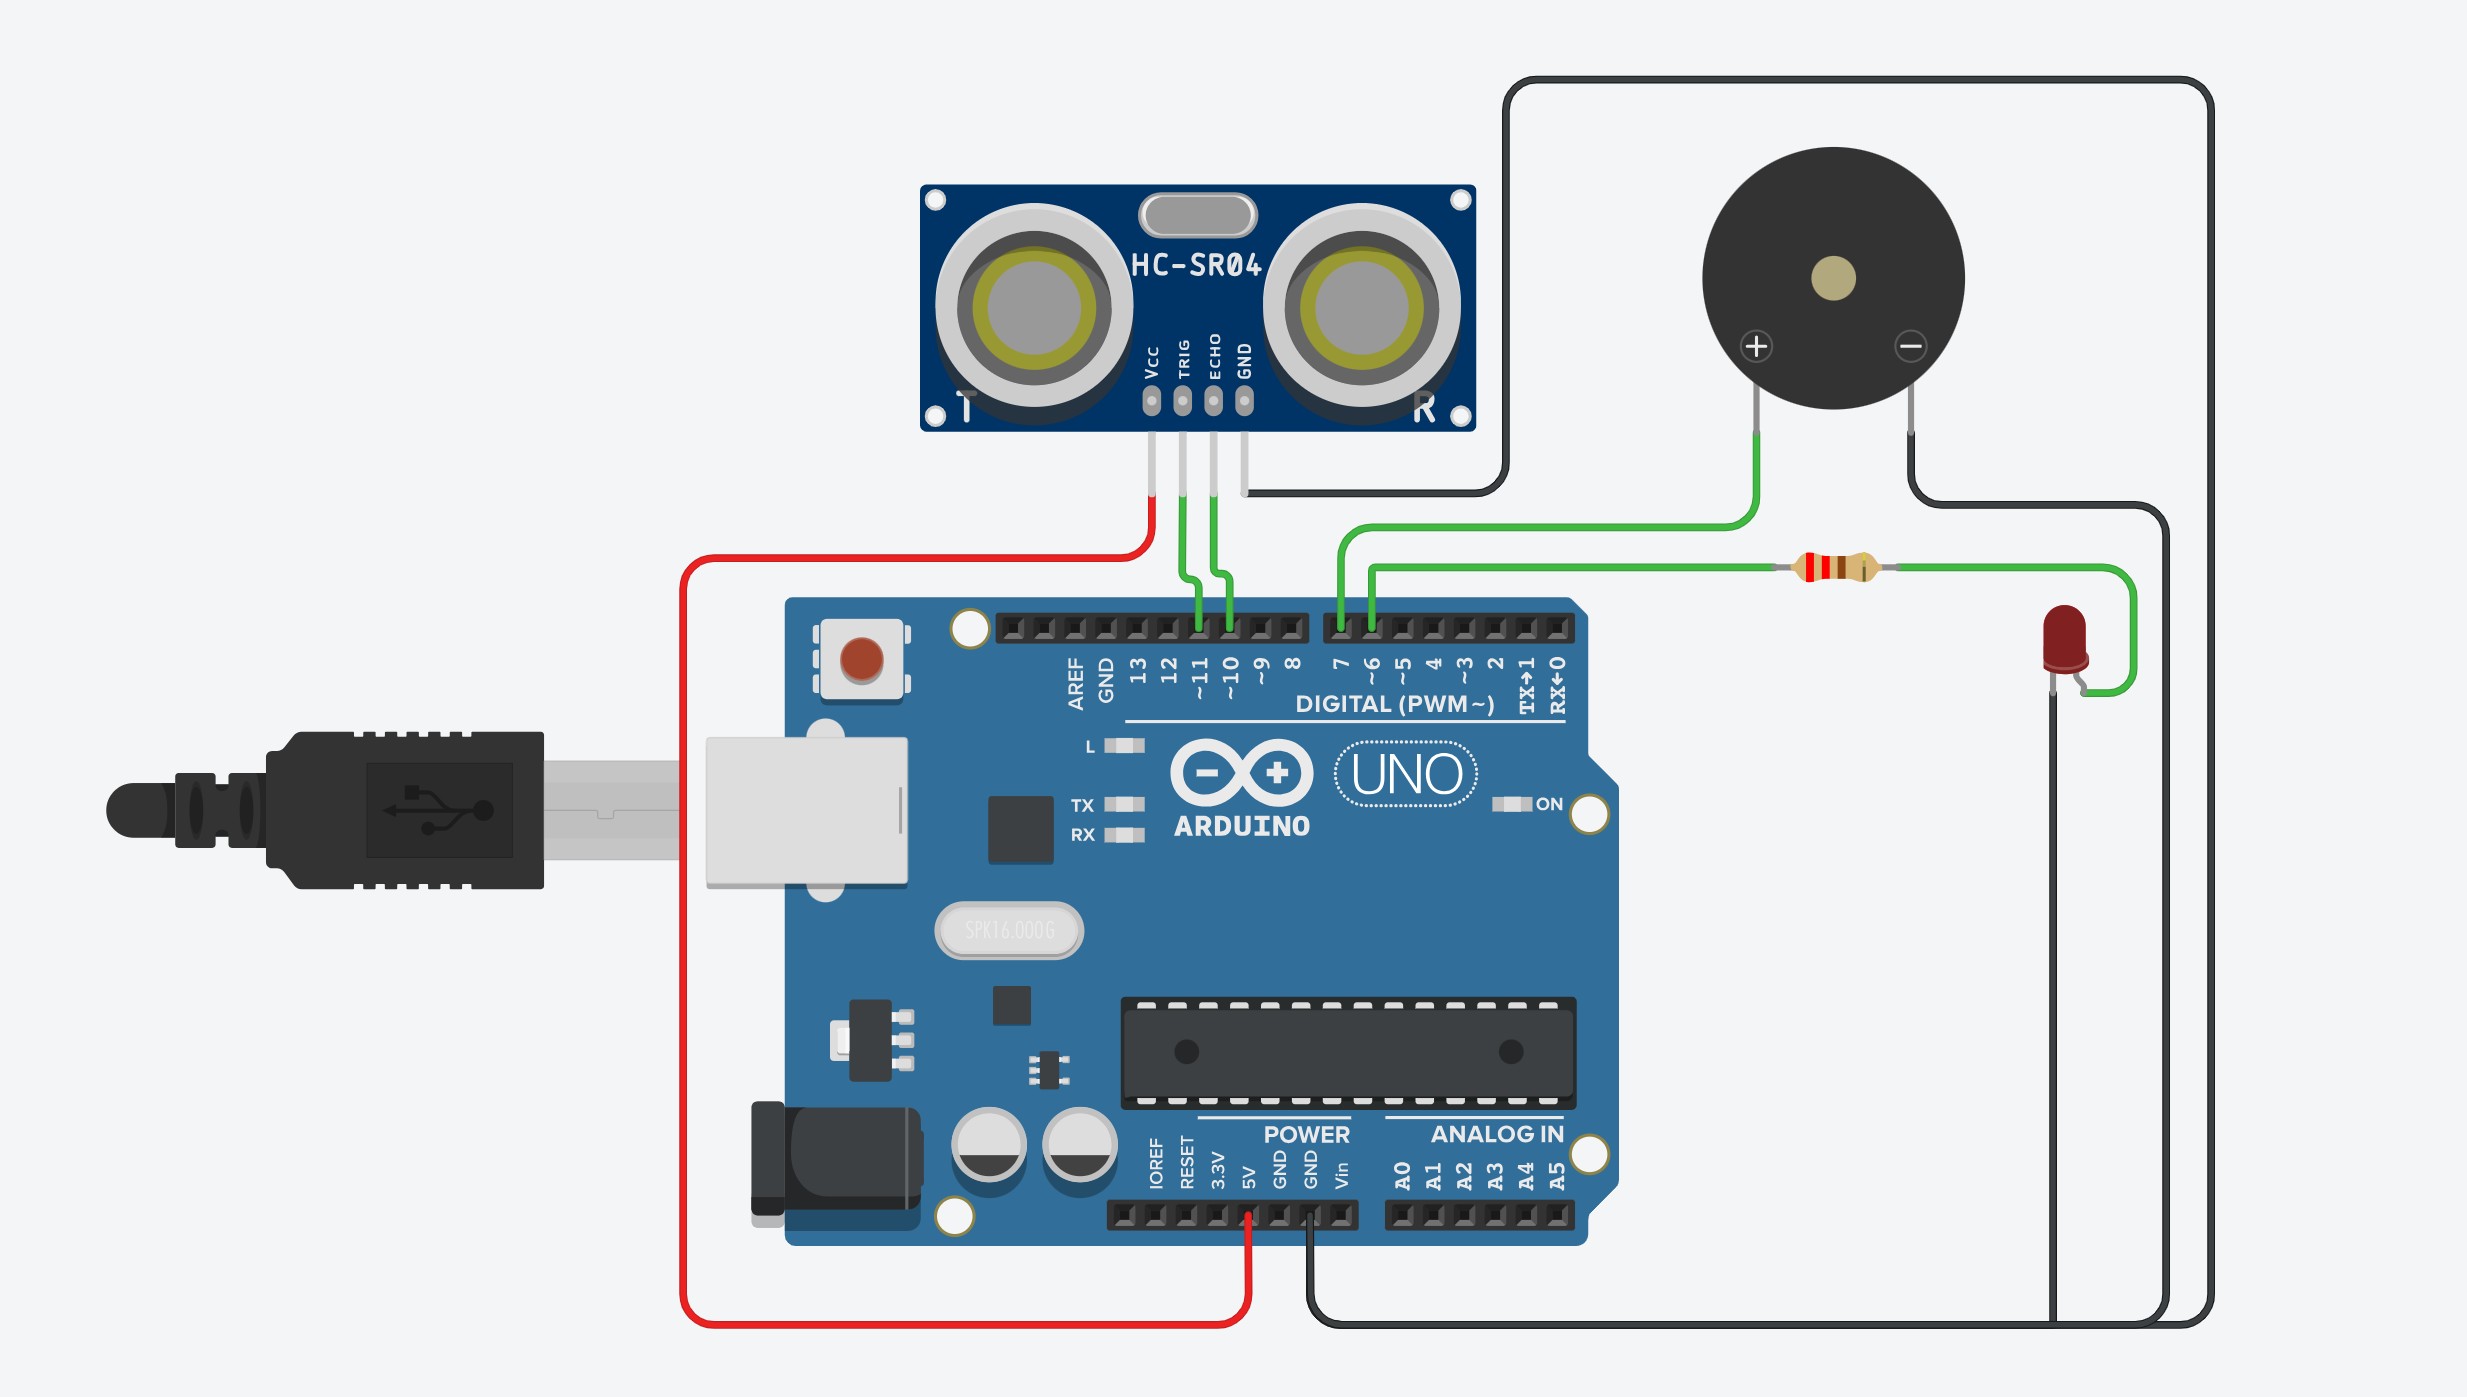 HC-SR04
VCC
TRIG
ECHO
GND
T
R
AREF
GND
13
12
~11
~10
~9
8
7
~6
~5
4
~3
2
TX→1
RX←0
DIGITAL (PWM~)
L
TX
RX
UNO
ARDUINO
ON
SPK16.000G
POWER
ANALOG IN
IOREF
RESET
3.3V
5V
GND
GND
Vin
A0
A1
A2
A3
A4
A5